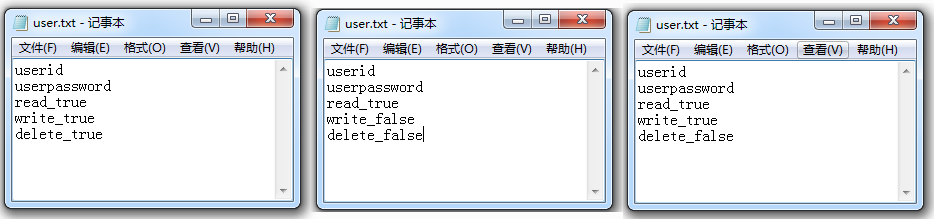 user.txt - 记事本
文件(F) 编辑(E) 格式(O) 查看(V) 帮助(H)
userid
userpassword
read_true
write_true
delete_true
user.txt - 记事本
文件(F) 编辑(E) 格式(O) 查看(V) 帮助(H)
userid
userpassword
read_true
write_false
delete_false
user.txt - 记事本
文件(F) 编辑(E) 格式(O) 查看(V) 帮助(H)
userid
userpassword
read_true
write_true
delete_false